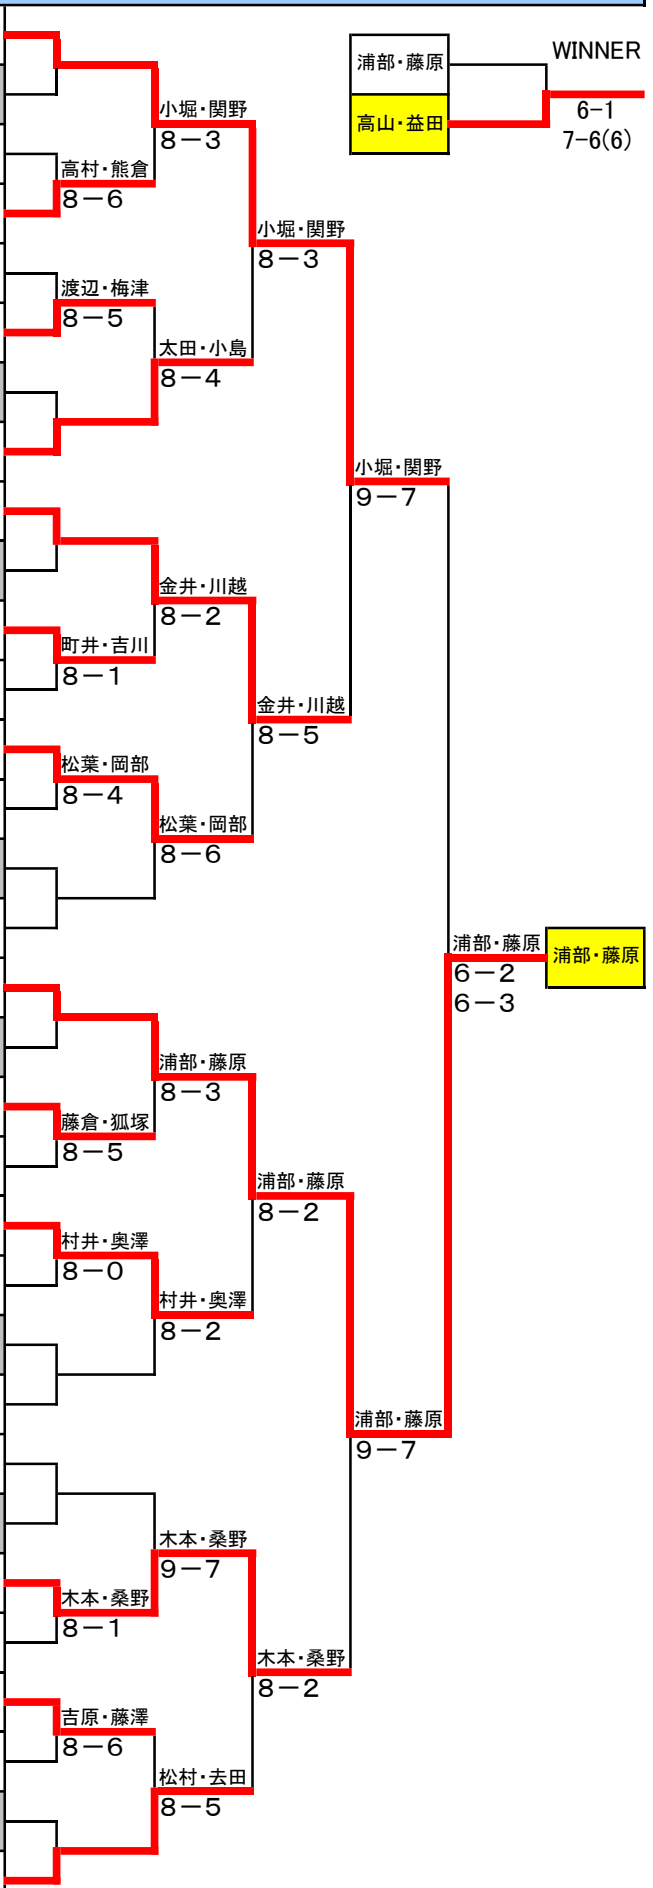 浦部・藤原
WINNER
高山・益田
6-1
7-6(6)
小堀・関野
8－3
高村・熊倉
8－6
小堀・関野
8－3
渡辺・梅津
8－5
太田・小島
8－4
小堀・関野
9－7
金井・川越
8－2
町井・吉川
8－1
金井・川越
8－5
松葉・岡部
8－4
松葉・岡部
8－6
浦部・藤原
浦部・藤原
6－2
6－3
浦部・藤原
8－3
藤倉・狐塚
8－5
浦部・藤原
8－2
村井・奥澤
8－0
村井・奥澤
8－2
浦部・藤原
9－7
木本・桑野
9－7
木本・桑野
8－1
木本・桑野
8－2
吉原・藤澤
8－6
松村・去田
8－5